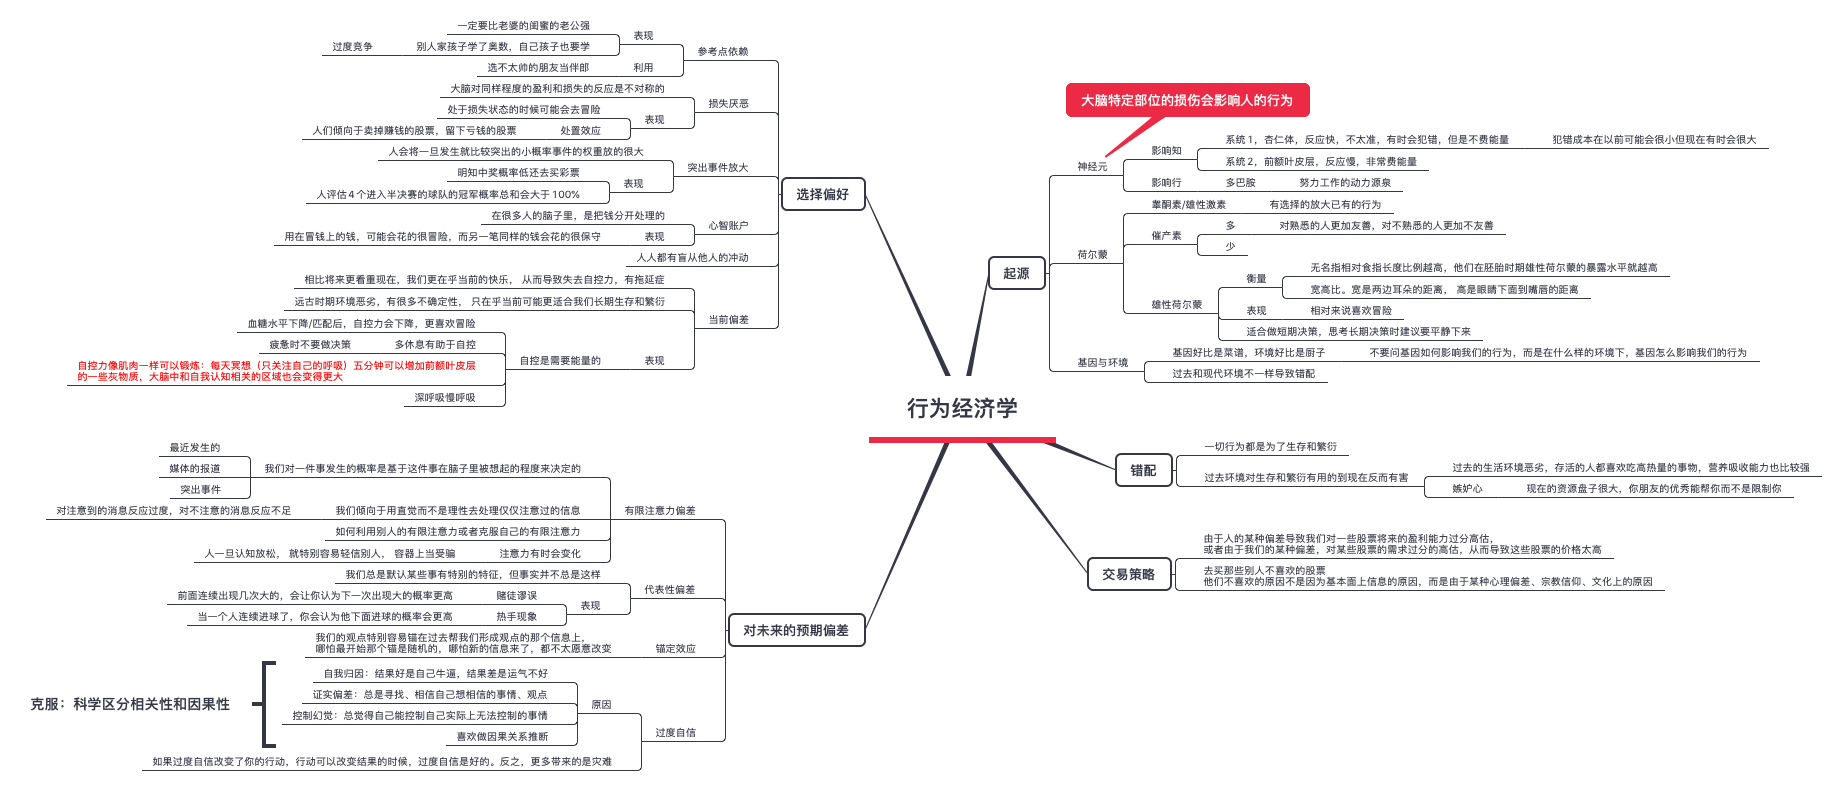 行为经济学
选择偏好
参考点依赖
表现
一定要比老婆的闺蜜的老公强
别人家孩子学了奥数，自己孩子也要学
过度竞争
利用
选不太帅的朋友当伴郎
损失厌恶
大脑对同样程度的盈利和损失的反应是不对称的
表现
处于损失状态的时候可能会去冒险
处置效应
人们倾向于卖掉赚钱的股票，留下亏钱的股票
突出事件放大
人会将一旦发生就比较突出的小概率事件的权重放的很大
表现
明知中奖概率低还去买彩票
人评估4个进入半决赛的球队的冠军概率总和会大于100%
心智账户
在很多人的脑子里，是把钱分开处理的
表现
用在冒钱上的钱，可能会花的很冒险，而另一笔同样的钱会花的很保守
人人都有盲从他人的冲动
当前偏差
相比将来更看重现在，我们更在乎当前的快乐， 从而导致失去自控力，有拖延症
远古时期环境恶劣，有很多不确定性， 只在乎当前可能更适合我们长期生存和繁衍
表现
自控是需要能量的
血糖水平下降/匹配后，自控力会下降，更喜欢冒险
多休息有助于自控
疲惫时不要做决策
自控力像肌肉一样可以锻炼：每天冥想（只关注自己的呼吸）五分钟可以增加前额叶皮层
的一些灰物质，大脑中和自我认知相关的区域也会变得更大
深呼吸慢呼吸
对未来的预期偏差
有限注意力偏差
我们对一件事发生的概率是基于这件事在脑子里被想起的程度来决定的
最近发生的
媒体的报道
突出事件
我们倾向于用直觉而不是理性去处理仅仅注意过的信息
对注意到的消息反应过度，对不注意的消息反应不足
如何利用别人的有限注意力或者克服自己的有限注意力
注意力有时会变化
人一旦认知放松， 就特别容易轻信别人， 容器上当受骗
代表性偏差
我们总是默认某些事有特别的特征，但事实并不总是这样
表现
赌徒谬误
前面连续出现几次大的，会让你认为下一次出现大的概率更高
热手现象
当一个人连续进球了，你会认为他下面进球的概率会更高
锚定效应
我们的观点特别容易锚在过去帮我们形成观点的那个信息上，
哪怕最开始那个锚是随机的，哪怕新的信息来了，都不太愿意改变
过度自信
原因
自我归因：结果好是自己牛逼，结果差是运气不好
证实偏差：总是寻找、相信自己想相信的事情、观点
控制幻觉：总觉得自己能控制自己实际上无法控制的事情
喜欢做因果关系推断
克服：科学区分相关性和因果性
如果过度自信改变了你的行动，行动可以改变结果的时候，过度自信是好的。反之，更多带来的是灾难
起源
大脑特定部位的损伤会影响人的行为
神经元
影响知
系统1，杏仁体，反应快，不太准，有时会犯错，但是不费能量
犯错成本在以前可能会很小但现在有时会很大
系统2，前额叶皮层，反应慢，非常费能量
影响行
多巴胺
努力工作的动力源泉
荷尔蒙
睾酮素/雄性激素
有选择的放大已有的行为
催产素
多
对熟悉的人更加友善，对不熟悉的人更加不友善
少
雄性荷尔蒙
衡量
无名指相对食指长度比例越高，他们在胚胎时期雄性荷尔蒙的暴露水平就越高
宽高比。宽是两边耳朵的距离， 高是眼睛下面到嘴唇的距离
表现
相对来说喜欢冒险
适合做短期决策，思考长期决策时建议要平静下来
基因与环境
基因好比是菜谱，环境好比是厨子
不要问基因如何影响我们的行为，而是在什么样的环境下，基因怎么影响我们的行为
过去和现代环境不一样导致错配
错配
一切行为都是为了生存和繁衍
过去环境对生存和繁衍有用的到现在反而有害
过去的生活环境恶劣，存活的人都喜欢吃高热量的事物，营养吸收能力也比较强
嫉妒心
现在的资源盘子很大，你朋友的优秀能帮你而不是限制你
交易策略
由于人的某种偏差导致我们对一些股票将来的盈利能力过分高估，
或者由于我们的某种偏差，对某些股票的需求过分的高估，从而导致这些股票的价格太高
去买那些别人不喜欢的股票
他们不喜欢的原因不是因为基本面上信息的原因，而是由于某种心理偏差、宗教信仰、文化上的原因